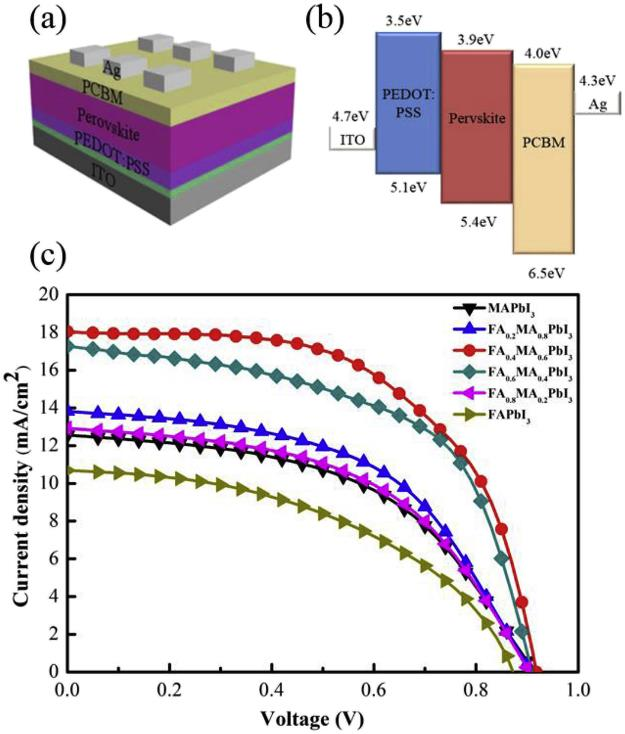 (a)
Ag
PCBM
Perovskite
PEDOT:PSS
ITO
(b)
3.5eV
3.9eV
4.0eV
4.3eV
Ag
4.7eV
ITO
PEDOT:
PSS
Pervskite
PCBM
5.1eV
5.4eV
6.5eV
(c)
MAPbI3
FA0.2MA0.8PbI3
FA0.4MA0.6PbI3
FA0.6MA0.4PbI3
FA0.8MA0.2PbI3
FAPbI3
20
18
16
14
12
10
8
6
4
2
0
Current density (mA/cm2)
0.0 0.2 0.4 0.6 0.8 1.0
Voltage (V)